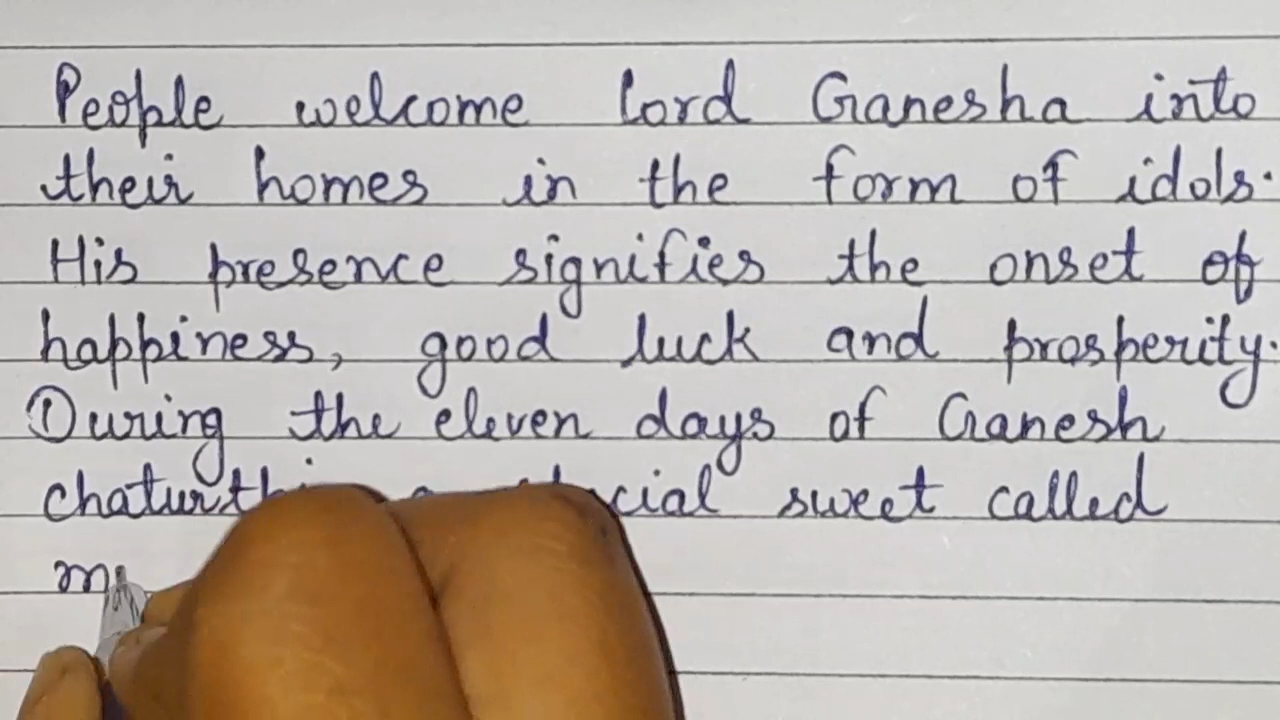 People welcome lord Ganesha into
their homes in the form of idols.
His presence signifies the onset of
happiness, good luck and prosperity.
During the eleven days of Ganesh
sweet called